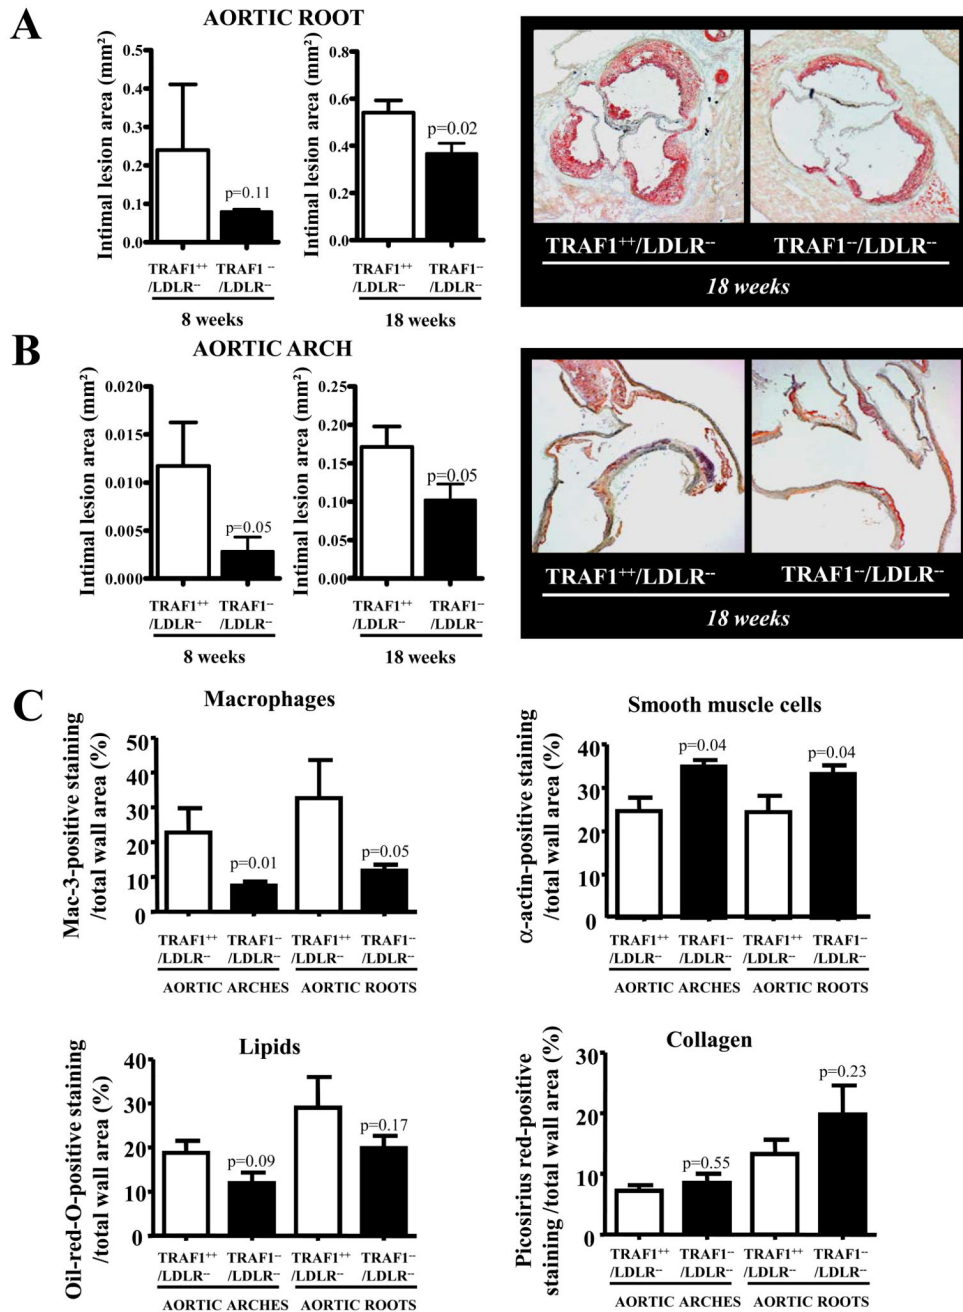 A
AORTIC ROOT
Intimal lesion area (mm²)
0.5
0.4
0.3
0.2
0.1
0.0
p=0.11
TRAF1⁺⁺ TRAF1⁻⁻
/LDLR⁻⁻ /LDLR⁻⁻
8 weeks
Intimal lesion area (mm²)
0.8
0.6
0.4
0.2
0.0
p=0.02
TRAF1⁺⁺ TRAF1⁻⁻
/LDLR⁻⁻ /LDLR⁻⁻
18 weeks
TRAF1⁺⁺/LDLR⁻⁻ TRAF1⁻⁻/LDLR⁻⁻
18 weeks
B
AORTIC ARCH
Intimal lesion area (mm²)
0.020
0.015
0.010
0.005
0.000
p=0.05
TRAF1⁺⁺ TRAF1⁻⁻
/LDLR⁻⁻ /LDLR⁻⁻
8 weeks
Intimal lesion area (mm²)
0.25
0.20
0.15
0.10
0.05
0.00
p=0.05
TRAF1⁺⁺ TRAF1⁻⁻
/LDLR⁻⁻ /LDLR⁻⁻
18 weeks
TRAF1⁺⁺/LDLR⁻⁻ TRAF1⁻⁻/LDLR⁻⁻
18 weeks
C
Macrophages
Mac-3-positive staining
/total wall area (%)
50
40
30
20
10
0
p=0.01
p=0.05
TRAF1⁺⁺ TRAF1⁻⁻ TRAF1⁺⁺ TRAF1⁻⁻
/LDLR⁻⁻ /LDLR⁻⁻ /LDLR⁻⁻ /LDLR⁻⁻
AORTIC ARCHES AORTIC ROOTS
Smooth muscle cells
α-actin-positive staining
/total wall area (%)
40
30
20
10
0
p=0.04
p=0.04
TRAF1⁺⁺ TRAF1⁻⁻ TRAF1⁺⁺ TRAF1⁻⁻
/LDLR⁻⁻ /LDLR⁻⁻ /LDLR⁻⁻ /LDLR⁻⁻
AORTIC ARCHES AORTIC ROOTS
Lipids
Oil-red-O-positive staining
/total wall area (%)
40
30
20
10
0
p=0.09
p=0.17
TRAF1⁺⁺ TRAF1⁻⁻ TRAF1⁺⁺ TRAF1⁻⁻
/LDLR⁻⁻ /LDLR⁻⁻ /LDLR⁻⁻ /LDLR⁻⁻
AORTIC ARCHES AORTIC ROOTS
Collagen
Picosirius red-positive
staining /total wall area (%)
30
20
10
0
p=0.55
p=0.23
TRAF1⁺⁺ TRAF1⁻⁻ TRAF1⁺⁺ TRAF1⁻⁻
/LDLR⁻⁻ /LDLR⁻⁻ /LDLR⁻⁻ /LDLR⁻⁻
AORTIC ARCHES AORTIC ROOTS